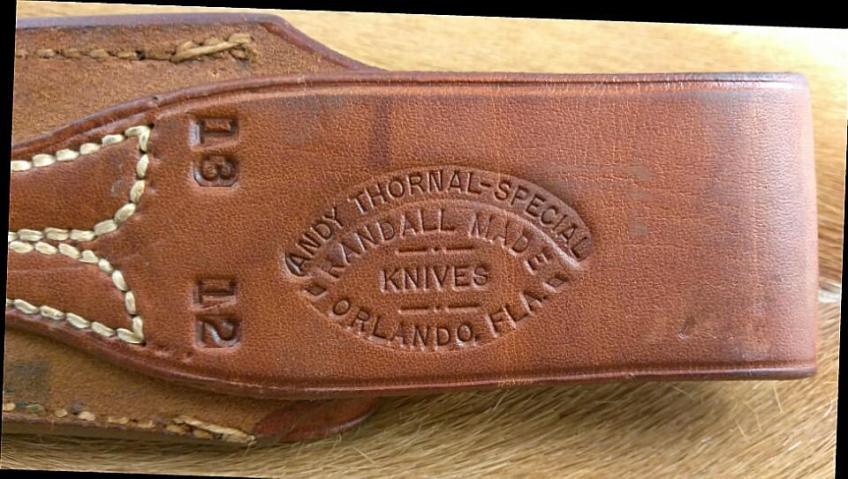 13
12
ANDY THORNAL-SPECIAL
RANDALL MADE
KNIVES
ORLANDO, FLA.